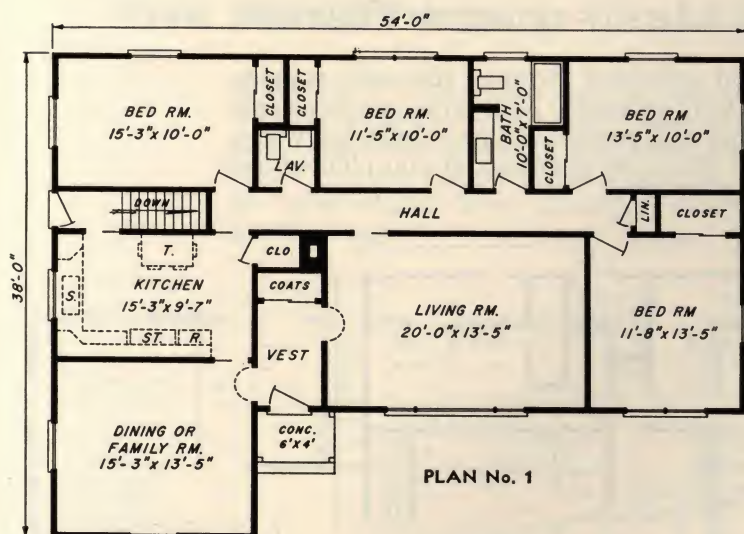 54'-0"
38'-0"
BED RM.
15'-3"x 10'-0"
CLOSET
CLOSET
BED RM.
11'-5"x 10'-0"
BATH
10'-0"x 7'-0"
BED RM
13'-5"x 10'-0"
LAV.
CLOSET
DOWN
HALL
LIN.
CLOSET
T.
CLO
S.
KITCHEN
15'-3"x 9'-7"
COATS
LIVING RM.
20'-0"x 13'-5"
BED RM
11'-8"x 13'-5"
ST.
R.
VEST
DINING OR
FAMILY RM.
15'-3"x 13'-5"
CONC.
6'x4'
PLAN No. 1